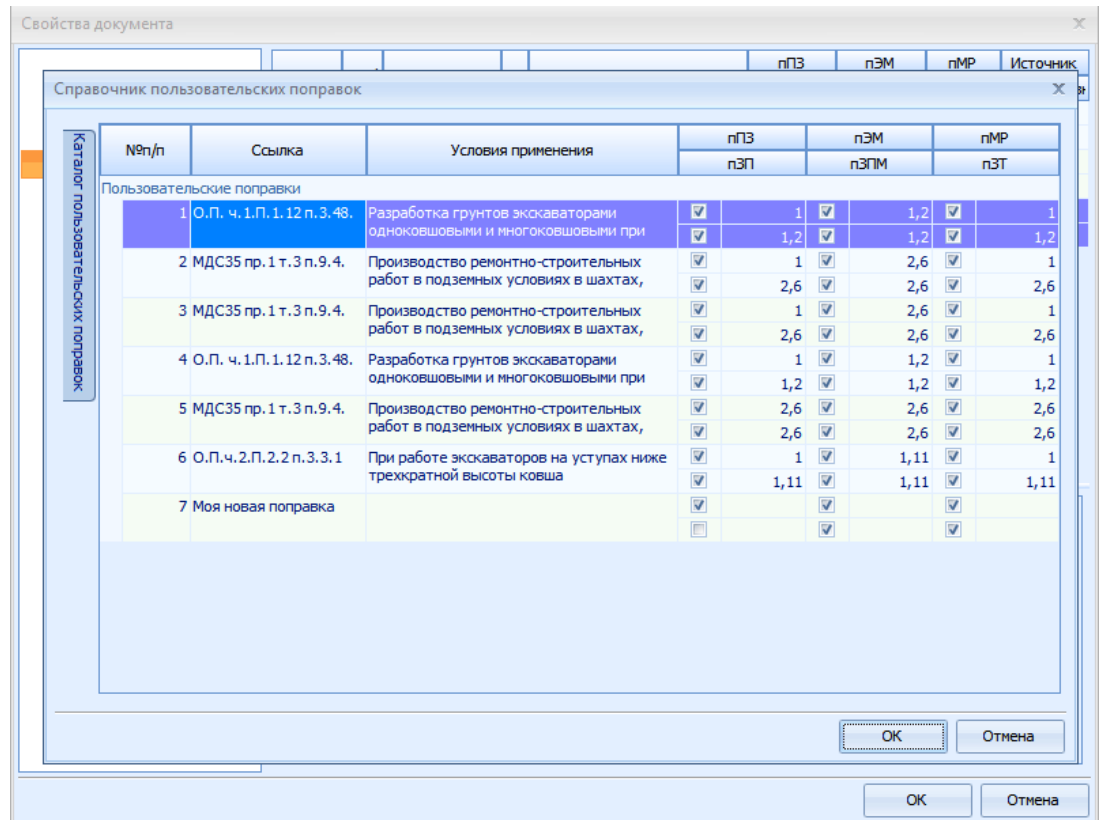 Свойства документа
пПЗ пЭМ пМР Источник
Справочник пользовательских поправок
Каталог пользовательских поправок
№п/п Ссылка Условия применения пПЗ пЭМ пМР
пЗП пЗПМ пЗТ
Пользовательские поправки
1 О.П. ч.1.П.1.12 п.3.48. Разработка грунтов экскаваторами 1 1,2 1
одноковшовыми и многоковшовыми при 1,2 1,2 1,2
2 МДС35 пр.1 т.3 п.9.4. Производство ремонтно-строительных 1 2,6 1
работ в подземных условиях в шахтах, 2,6 2,6 2,6
3 МДС35 пр.1 т.3 п.9.4. Производство ремонтно-строительных 1 2,6 1
работ в подземных условиях в шахтах, 2,6 2,6 2,6
4 О.П. ч.1.П.1.12 п.3.48. Разработка грунтов экскаваторами 1 1,2 1
одноковшовыми и многоковшовыми при 1,2 1,2 1,2
5 МДС35 пр.1 т.3 п.9.4. Производство ремонтно-строительных 2,6 2,6 2,6
работ в подземных условиях в шахтах, 2,6 2,6 2,6
6 О.П.ч.2.П.2.2 п.3.3.1 При работе экскаваторов на уступах ниже 1 1,11 1
трехкратной высоты ковша 1,11 1,11 1,11
7 Моя новая поправка
ОК Отмена
ОК Отмена